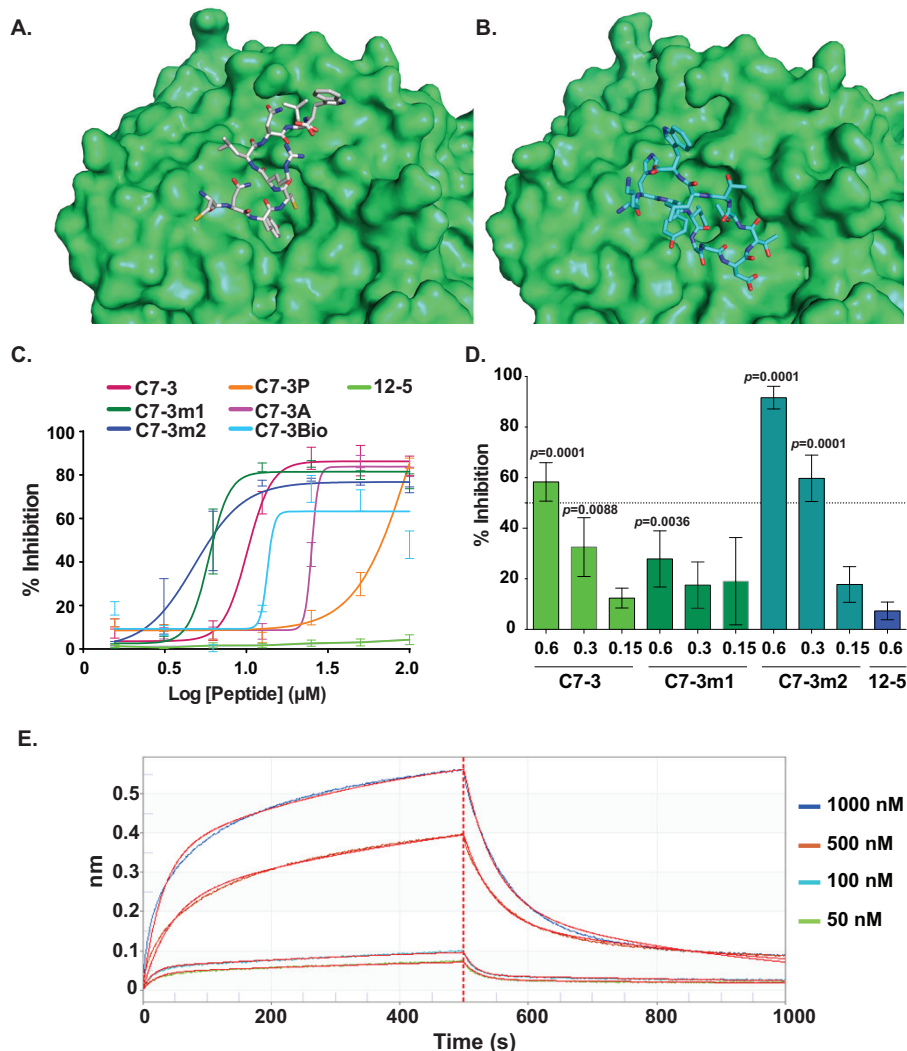 A.
B.
C.
C7-3
C7-3P
12-5
C7-3m1
C7-3A
C7-3m2
C7-3Bio
100
80
60
40
20
0
% Inhibition
0
0.5
1.0
1.5
2.0
Log [Peptide] (µM)
D.
100
80
60
40
20
0
% Inhibition
p=0.0001
p=0.0088
p=0.0036
p=0.0001
p=0.0001
0.6 0.3 0.15 0.6 0.3 0.15 0.6 0.3 0.15 0.6
C7-3 C7-3m1 C7-3m2 12-5
E.
0.5
0.4
0.3
0.2
0.1
0
nm
0 200 400 600 800 1000
Time (s)
1000 nM
500 nM
100 nM
50 nM